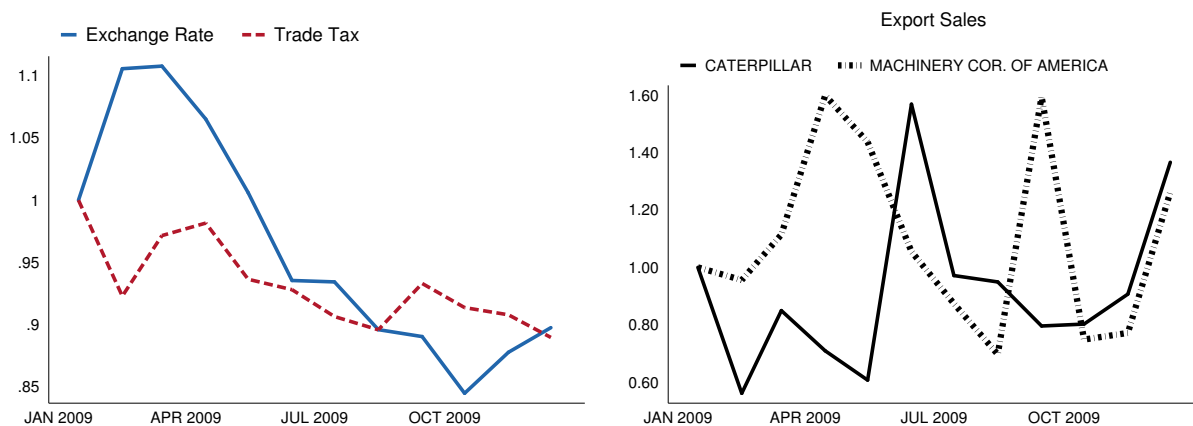 Exchange Rate
Trade Tax
1.1
1.05
1
.95
.9
.85
JAN 2009
APR 2009
JUL 2009
OCT 2009
Export Sales
CATERPILLAR
MACHINERY COR. OF AMERICA
1.60
1.40
1.20
1.00
0.80
0.60
JAN 2009
APR 2009
JUL 2009
OCT 2009